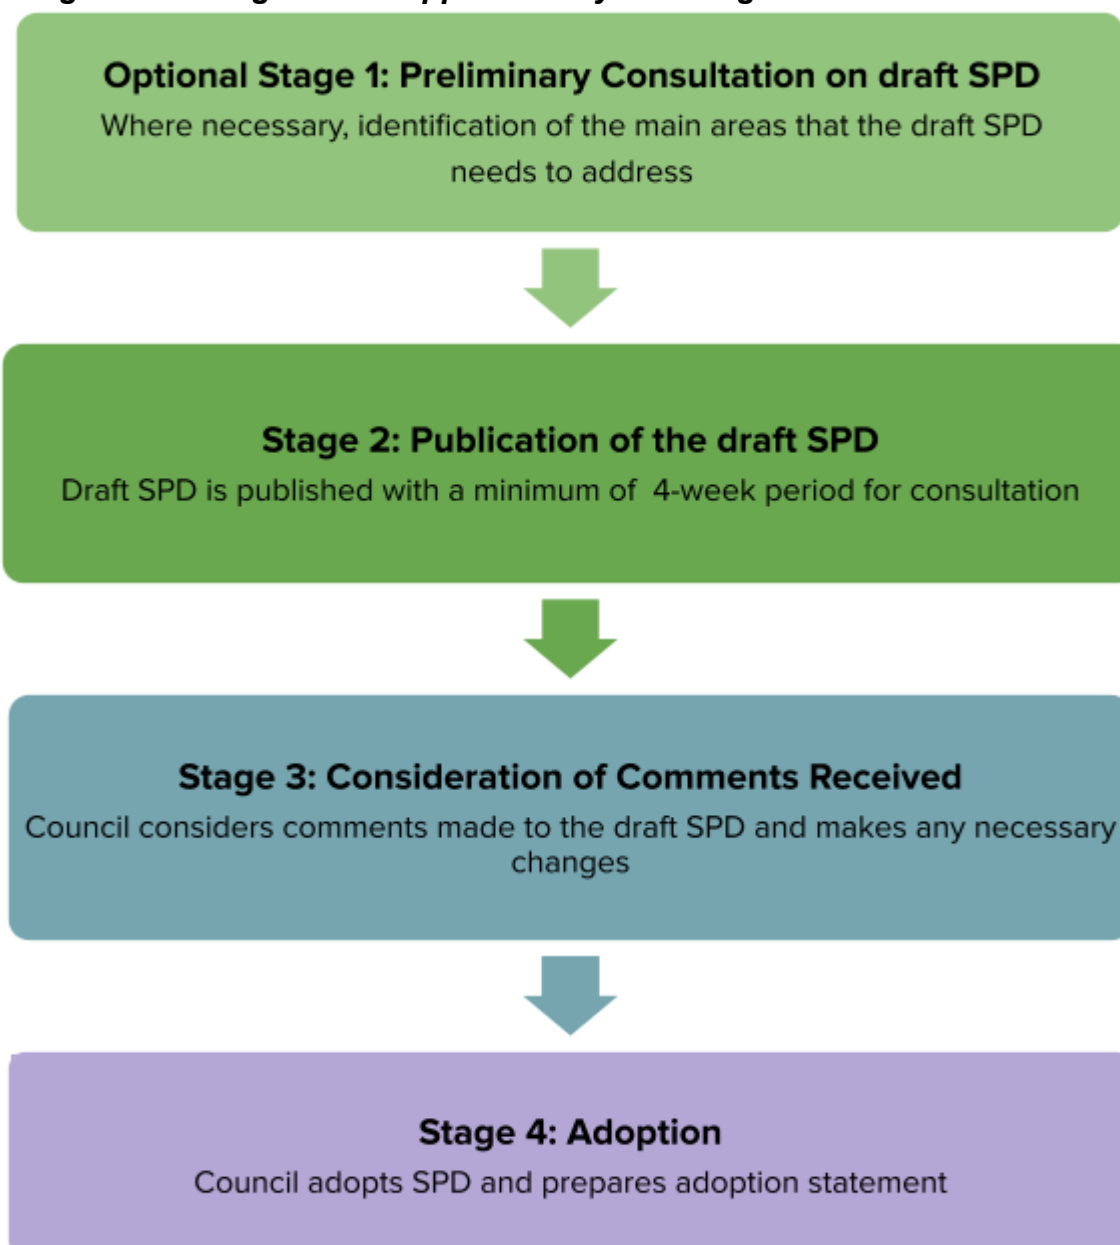 Optional Stage 1: Preliminary Consultation on draft SPD
Where necessary, identification of the main areas that the draft SPD
needs to address
Stage 2: Publication of the draft SPD
Draft SPD is published with a minimum of  4-week period for consultation
Stage 3: Consideration of Comments Received
Council considers comments made to the draft SPD and makes any necessary
changes
Stage 4: Adoption
Council adopts SPD and prepares adoption statement